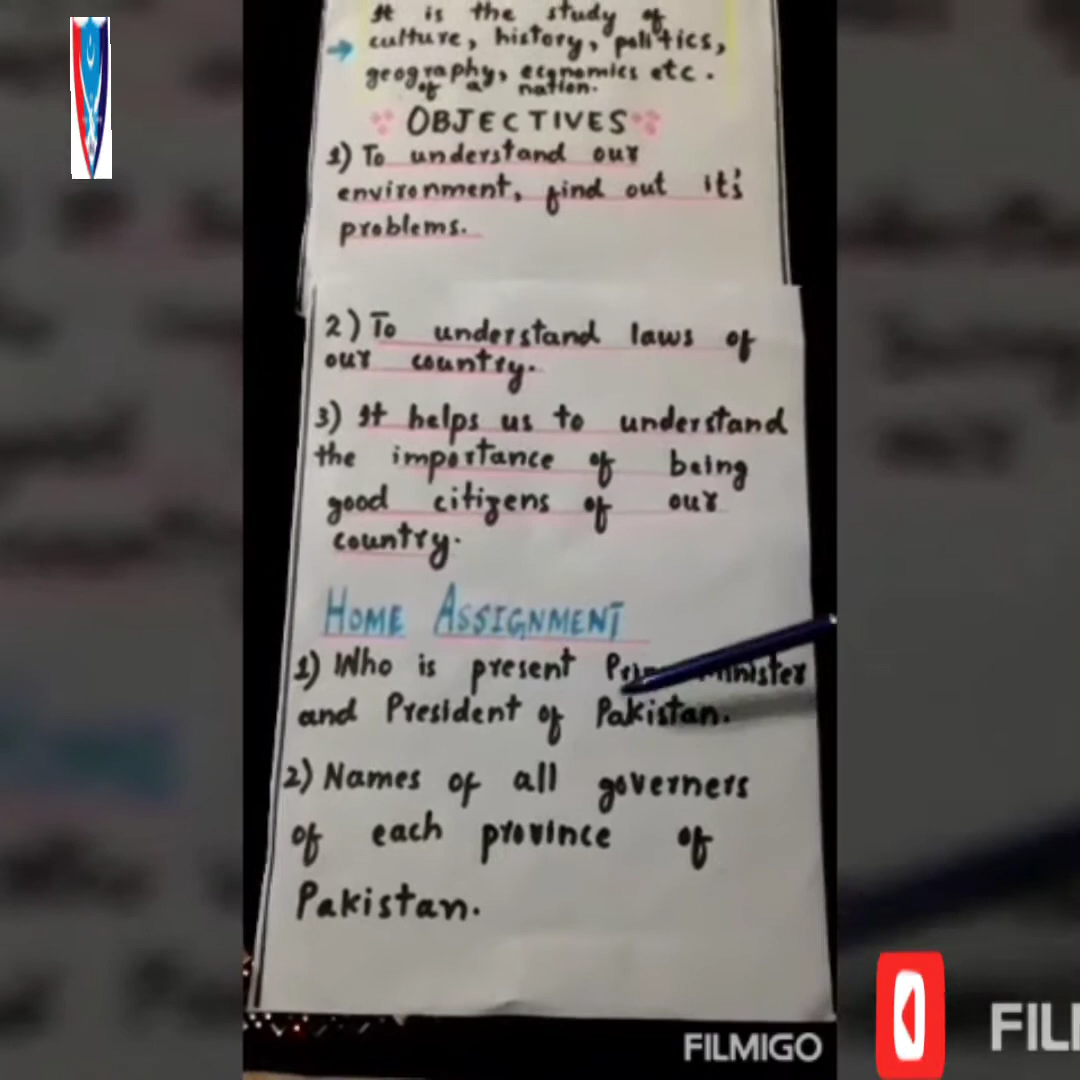 It is the study of
culture, history, politics,
geography, economics etc.
of a nation.
OBJECTIVES
1) To understand our
environment, find out it's
problems.
2) To understand laws of
our country.
3) It helps us to understand
the importance of being
good citizens of our
country.
HOME ASSIGNMENT
1) Who is present Prime Minister
and President of Pakistan.
2) Names of all governers
of each province of
Pakistan.
FILMIGO
FIL